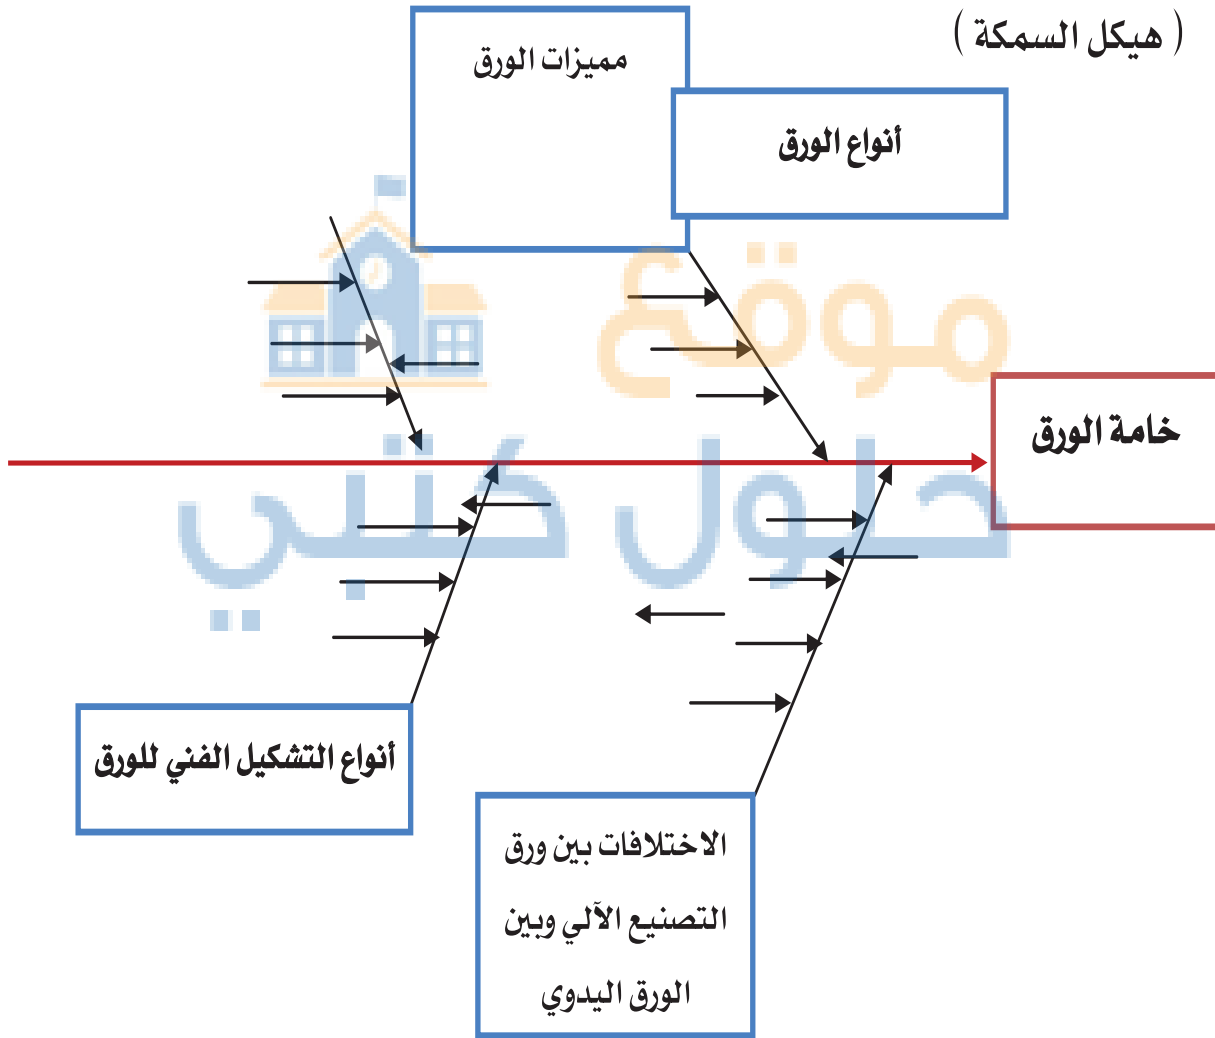 ( هيكل السمكة )
مميزات الورق
أنواع الورق
موقع
خامة الورق
حلول كتبي
أنواع التشكيل الفني للورق
الاختلافات بين ورق
التصنيع الآلي وبين
الورق اليدوي